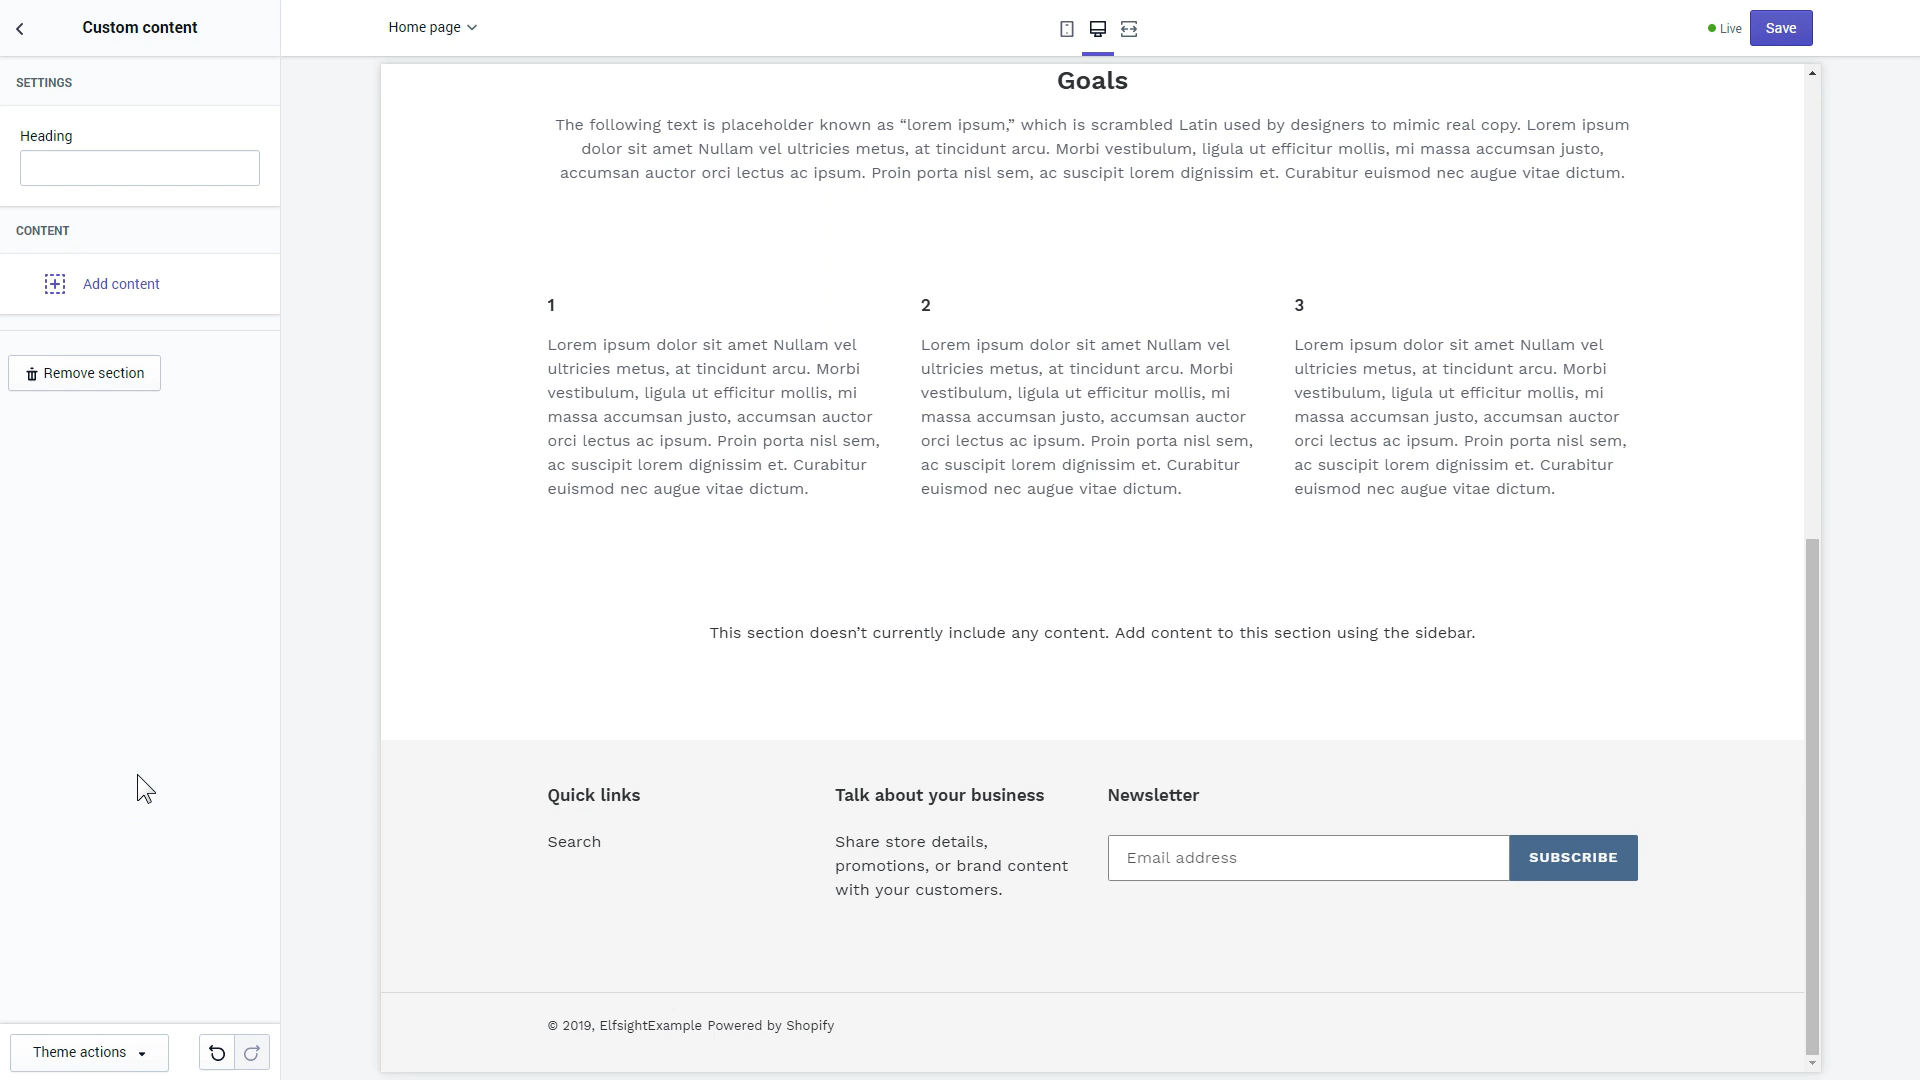 Custom content
Home page
Live
Save
SETTINGS
Heading
CONTENT
Add content
Remove section
Goals
The following text is placeholder known as “lorem ipsum,” which is scrambled Latin used by designers to mimic real copy. Lorem ipsum
dolor sit amet Nullam vel ultricies metus, at tincidunt arcu. Morbi vestibulum, ligula ut efficitur mollis, mi massa accumsan justo,
accumsan auctor orci lectus ac ipsum. Proin porta nisl sem, ac suscipit lorem dignissim et. Curabitur euismod nec augue vitae dictum.
1
Lorem ipsum dolor sit amet Nullam vel
ultricies metus, at tincidunt arcu. Morbi
vestibulum, ligula ut efficitur mollis, mi
massa accumsan justo, accumsan auctor
orci lectus ac ipsum. Proin porta nisl sem,
ac suscipit lorem dignissim et. Curabitur
euismod nec augue vitae dictum.
2
Lorem ipsum dolor sit amet Nullam vel
ultricies metus, at tincidunt arcu. Morbi
vestibulum, ligula ut efficitur mollis, mi
massa accumsan justo, accumsan auctor
orci lectus ac ipsum. Proin porta nisl sem,
ac suscipit lorem dignissim et. Curabitur
euismod nec augue vitae dictum.
3
Lorem ipsum dolor sit amet Nullam vel
ultricies metus, at tincidunt arcu. Morbi
vestibulum, ligula ut efficitur mollis, mi
massa accumsan justo, accumsan auctor
orci lectus ac ipsum. Proin porta nisl sem,
ac suscipit lorem dignissim et. Curabitur
euismod nec augue vitae dictum.
This section doesn’t currently include any content. Add content to this section using the sidebar.
Quick links
Search
Talk about your business
Share store details,
promotions, or brand content
with your customers.
Newsletter
Email address
SUBSCRIBE
© 2019, ElfsightExample Powered by Shopify
Theme actions